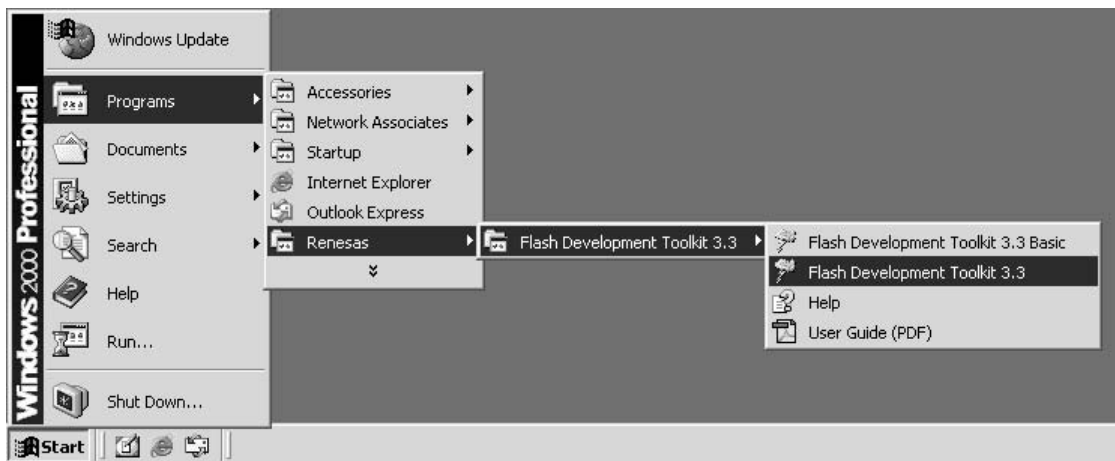 Windows 2000 Professional
Windows Update
Programs
Documents
Settings
Search
Help
Run...
Shut Down...
Accessories
Network Associates
Startup
Internet Explorer
Outlook Express
Renesas
Flash Development Toolkit 3.3
Flash Development Toolkit 3.3 Basic
Flash Development Toolkit 3.3
Help
User Guide (PDF)
Start